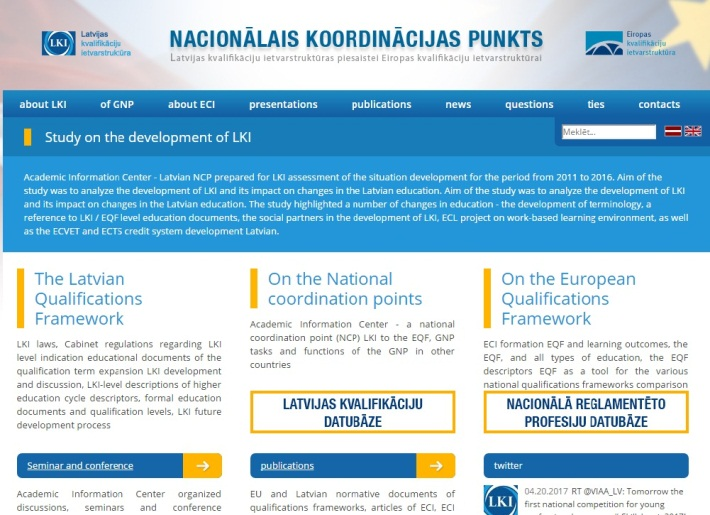 LKI
Latvijas
kvalifikāciju
ietvarstruktūra
NACIONĀLAIS KOORDINĀCIJAS PUNKTS
Latvijas kvalifikāciju ietvarstruktūras piesaistei Eiropas kvalifikāciju ietvarstruktūrai
Eiropas
kvalifikāciju
ietvarstruktūra
about LKI of GNP about ECI presentations publications news questions ties contacts
Study on the development of LKI
Meklēt...
Academic Information Center - Latvian NCP prepared for LKI assessment of the situation development for the period from 2011 to 2016. Aim of the
study was to analyze the development of LKI and its impact on changes in the Latvian education. Aim of the study was to analyze the development of LKI
and its impact on changes in the Latvian education. The study highlighted a number of changes in education - the development of terminology, a
reference to LKI / EQF level education documents, the social partners in the development of LKI, ECL project on work-based learning environment, as well
as the ECVET and ECTS credit system development Latvian.
The Latvian
Qualifications
Framework
LKI laws, Cabinet regulations regarding LKI
level indication educational documents of the
qualification term expansion LKI development
and discussion, LKI-level descriptions of higher
education cycle descriptors, formal education
documents and qualification levels, LKI future
development process
On the National
coordination points
Academic Information Center - a national
coordination point (NCP) LKI to the EQF, GNP
tasks and functions of the GNP in other
countries
LATVIJAS KVALIFIKĀCIJU
DATUBĀZE
On the European
Qualifications
Framework
ECI formation EQF and learning outcomes, the
EQF, and all types of education, the EQF
descriptors EQF as a tool for the various
national qualifications frameworks comparison
NACIONĀLĀ REGLAMENTĒTO
PROFESIJU DATUBĀZE
Seminar and conference
Academic Information Center organized
discussions, seminars and conference
publications
EU and Latvian normative documents of
qualifications frameworks, articles of ECI, ECI
twitter
LKI
04.20.2017 RT @VIAA_LV: Tomorrow the
first national competition for young